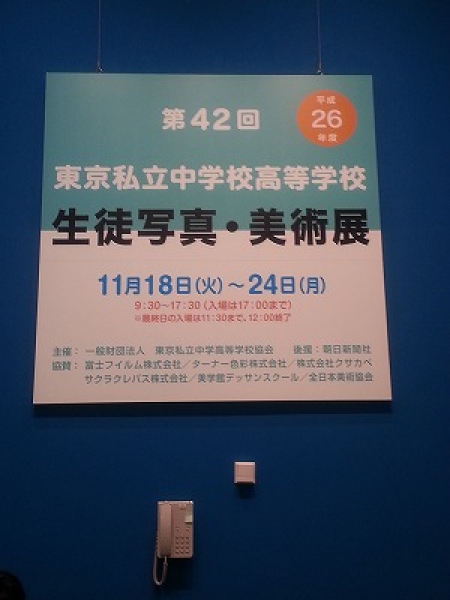 第42回
平成
26
年度
東京私立中学校高等学校
生徒写真・美術展
11月18日(火)～24日(月)
9:30～17:30(入場は17:00まで)
※最終日の入場は11:30まで、12:00終了
主催：一般財団法人 東京私立中学高等学校協会 後援：朝日新聞社
協賛：富士フイルム株式会社／ターナー色彩株式会社／株式会社クサカベ
サクラクレパス株式会社／美学館デッサンスクール／全日本美術協会